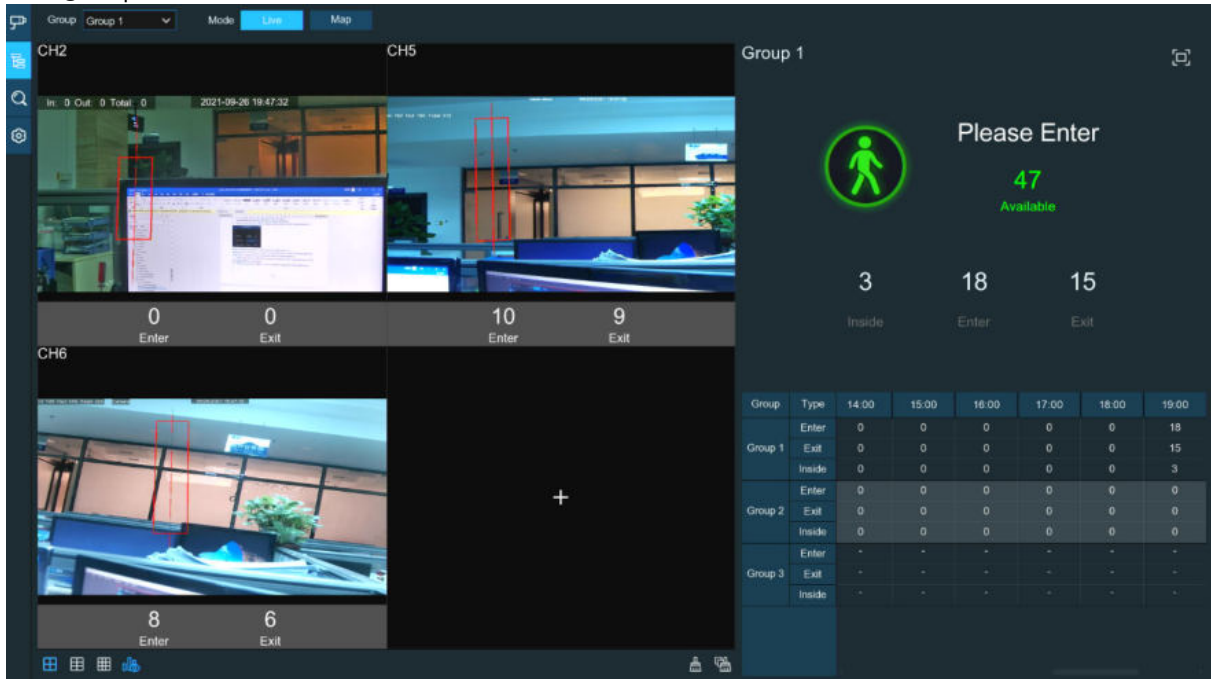 Group Group 1 Mode Live Map
CH2
In: 0 Out: 0 Total: 0 2021-09-26 19:47:32
0 0
Enter Exit
CH5
10 9
Enter Exit
CH6
8 6
Enter Exit
+
Group 1
Please Enter
47
Available
3 18 15
Inside Enter Exit
Group Type 14:00 15:00 16:00 17:00 18:00 19:00
Group 1
Enter 0 0 0 0 0 18
Exit 0 0 0 0 0 15
Inside 0 0 0 0 0 3
Group 2
Enter 0 0 0 0 0 0
Exit 0 0 0 0 0 0
Inside 0 0 0 0 0 0
Group 3
Enter - - - - - -
Exit - - - - - -
Inside - - - - - -